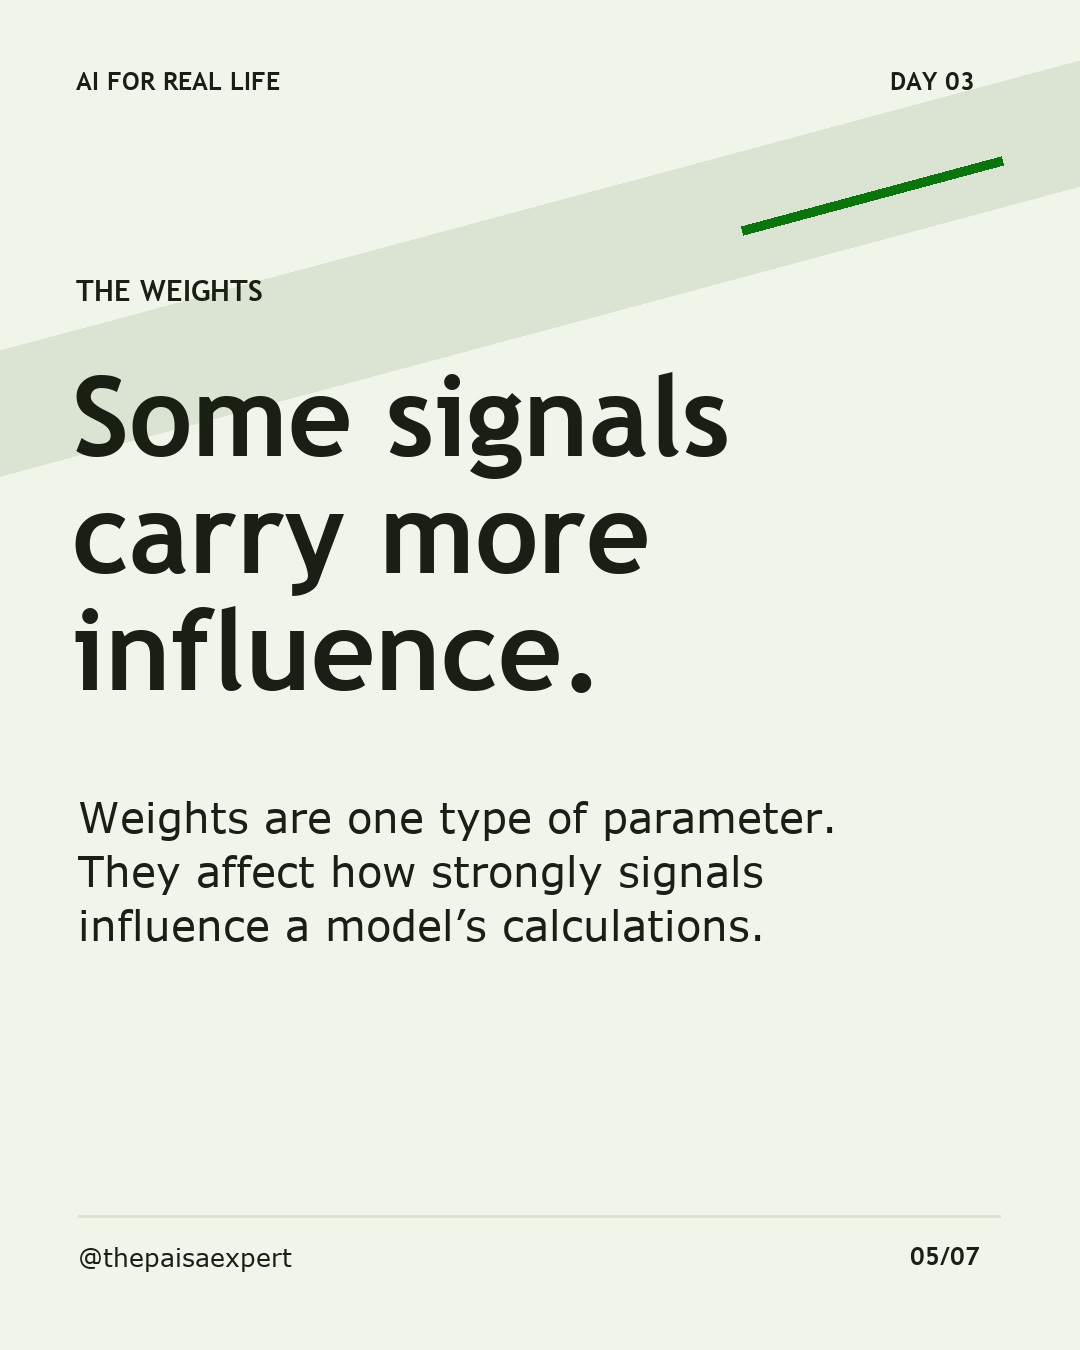 AI FOR REAL LIFE
DAY 03
THE WEIGHTS
Some signals
carry more
influence.
Weights are one type of parameter.
They affect how strongly signals
influence a model’s calculations.
@thepaisaexpert
05/07